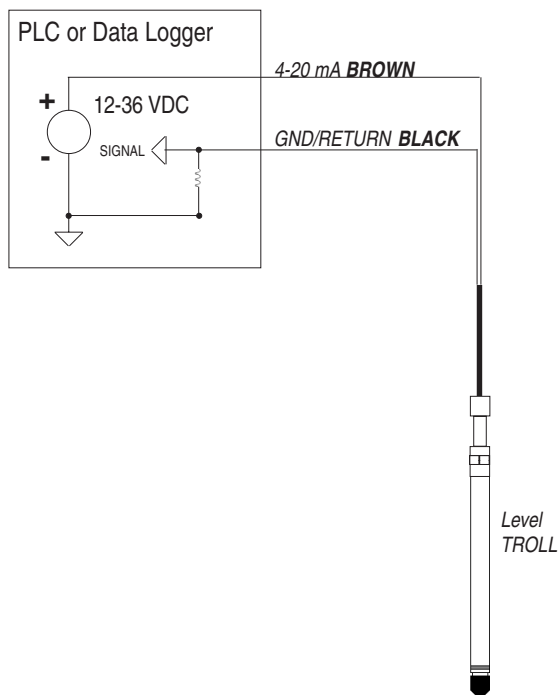 PLC or Data Logger
4-20 mA BROWN
+
12-36 VDC
GND/RETURN BLACK
SIGNAL
-
Level
TROLL